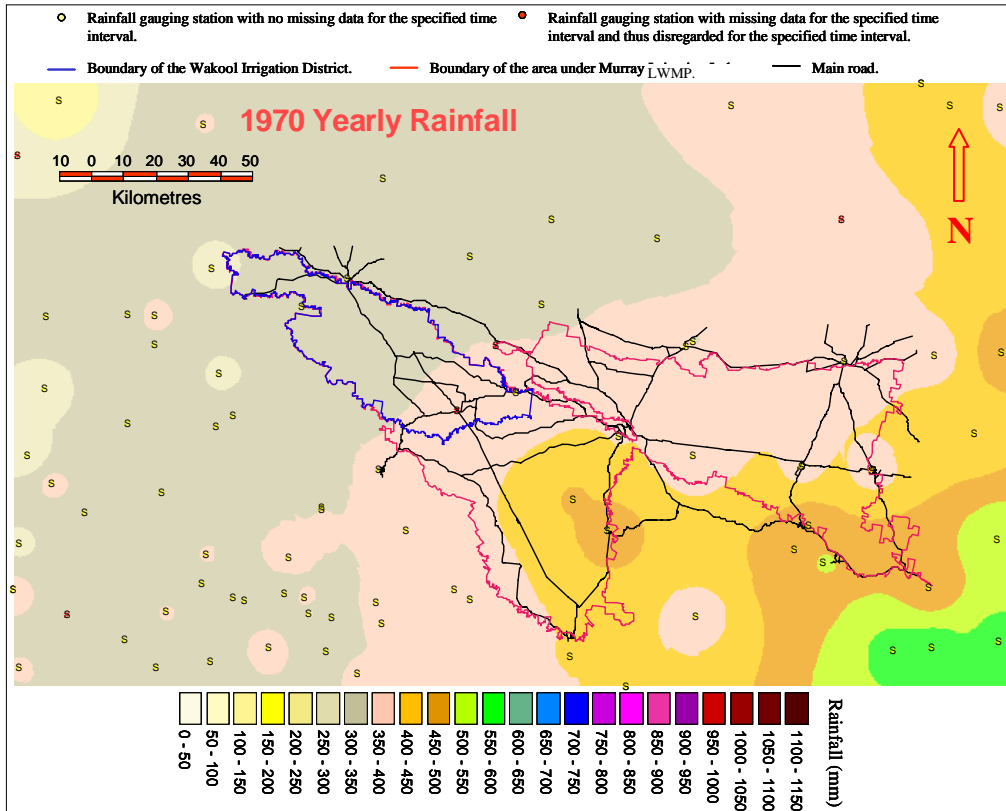 Rainfall gauging station with no missing data for the specified time
interval.
Rainfall gauging station with missing data for the specified time
interval and thus disregarded for the specified time interval.
Boundary of the Wakool Irrigation District.
Boundary of the area under Murray
LWMP.
Main road.
1970 Yearly Rainfall
10 0 10 20 30 40 50
Kilometres
N
0 - 50
50 - 100
100 - 150
150 - 200
200 - 250
250 - 300
300 - 350
350 - 400
400 - 450
450 - 500
500 - 550
550 - 600
600 - 650
650 - 700
700 - 750
750 - 800
800 - 850
850 - 900
900 - 950
950 - 1000
1000 - 1050
1050 - 1100
1100 - 1150
Rainfall (mm)